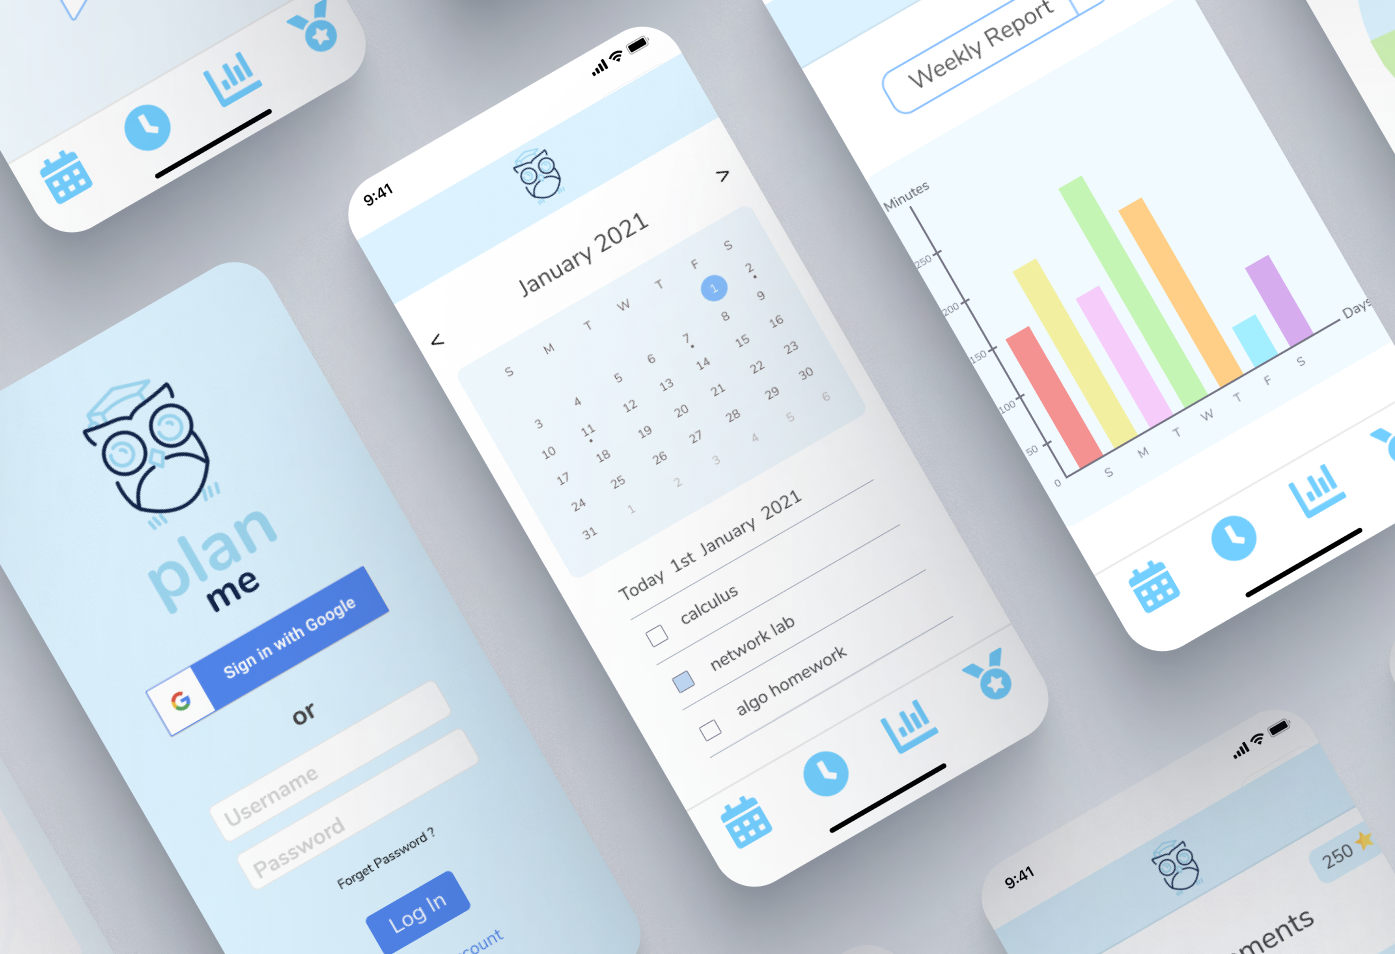 plan
me
Sign in with Google
or
Username
Password
Forget Password ?
Log In
count
9:41
January 2021
<
>
S M T W T F S
1 2
3 4 5 6 7 8 9
10 11 12 13 14 15 16
17 18 19 20 21 22 23
24 25 26 27 28 29 30
31 1 2 3 4 5 6
Today 1st January 2021
calculus
network lab
algo homework
Weekly Report
Minutes
250
200
150
100
50
0
S M T W T F S
Days
9:41
250
ments